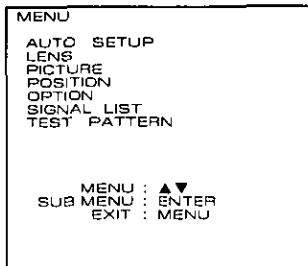 MENU
AUTO SETUP
LENS
PICTURE
POSITION
OPTION
SIGNAL LIST
TEST PATTERN
MENU : ▲▼
SUB MENU : ENTER
EXIT : MENU